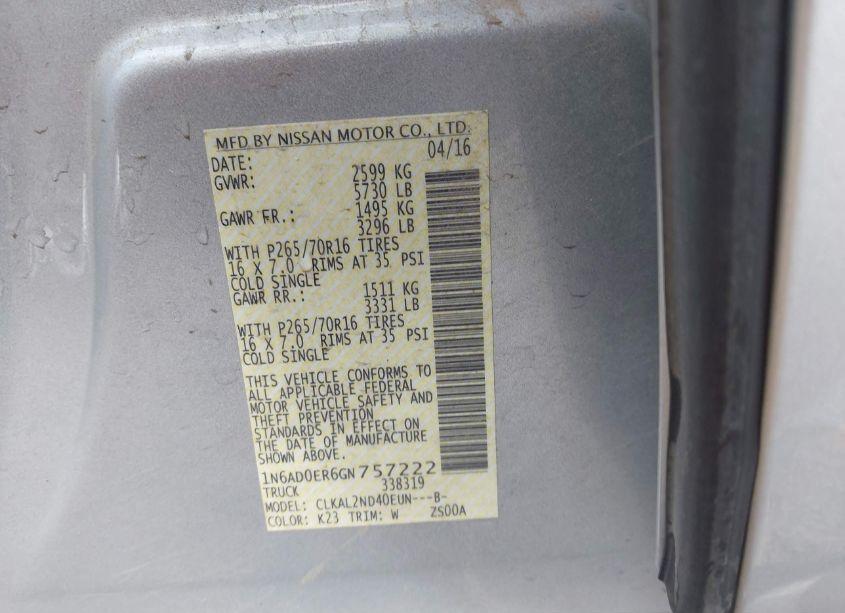 MFD BY NISSAN MOTOR CO., LTD.
DATE: 04/16
GVWR: 2599 KG
5730 LB
GAWR FR.: 1495 KG
3296 LB
WITH P265/70R16 TIRES
16 X 7.0 RIMS AT 35 PSI
COLD SINGLE
GAWR RR.: 1511 KG
3331 LB
WITH P265/70R16 TIRES
16 X 7.0 RIMS AT 35 PSI
COLD SINGLE
THIS VEHICLE CONFORMS TO
ALL APPLICABLE FEDERAL
MOTOR VEHICLE SAFETY AND
THEFT PREVENTION
STANDARDS IN EFFECT ON
THE DATE OF MANUFACTURE
SHOWN ABOVE.
1N6AD0ER6GN757222
TRUCK 338319
MODEL: CLKAL2ND40EUN---B-
COLOR: K23 TRIM: W ZS00A